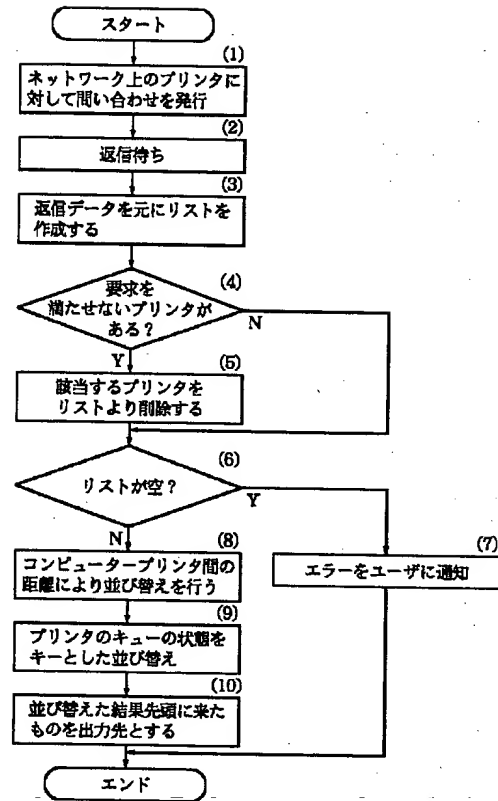 スタート
(1)
ネットワーク上のプリンタに
対して問い合わせを発行
(2)
返信待ち
(3)
返信データを元にリストを
作成する
(4)
要求を
満たせないプリンタが
ある?
N
Y
(5)
該当するプリンタを
リストより削除する
(6)
リストが空?
Y
N
(7)
エラーをユーザに通知
(8)
コンピュータープリンタ間の
距離により並び替えを行う
(9)
プリンタのキューの状態を
キーとした並び替え
(10)
並び替えた結果先頭に来た
ものを出力先とする
エンド